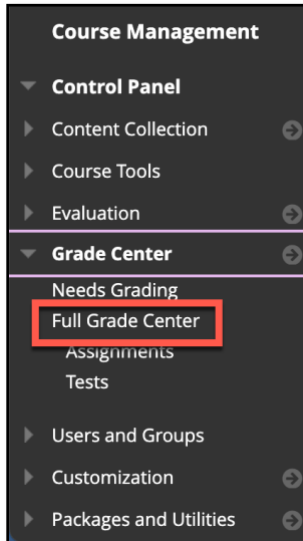 Course Management
Control Panel
Content Collection
Course Tools
Evaluation
Grade Center
Needs Grading
Full Grade Center
Assignments
Tests
Users and Groups
Customization
Packages and Utilities